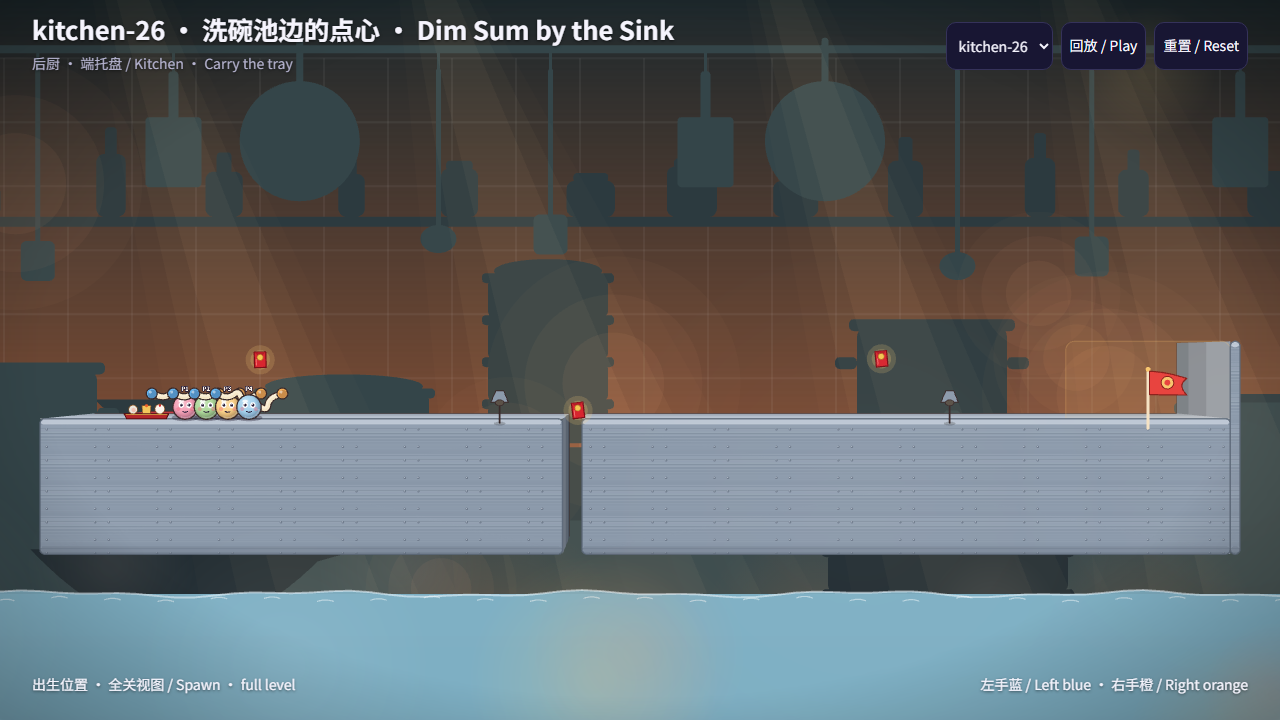 kitchen-26 • 洗碗池边的点心 • Dim Sum by the Sink
后厨 • 端托盘 / Kitchen • Carry the tray
kitchen-26
回放 / Play
重置 / Reset
P1 P2 P3 P4
出生位置 • 全关视图 / Spawn • full level
左手蓝 / Left blue • 右手橙 / Right orange